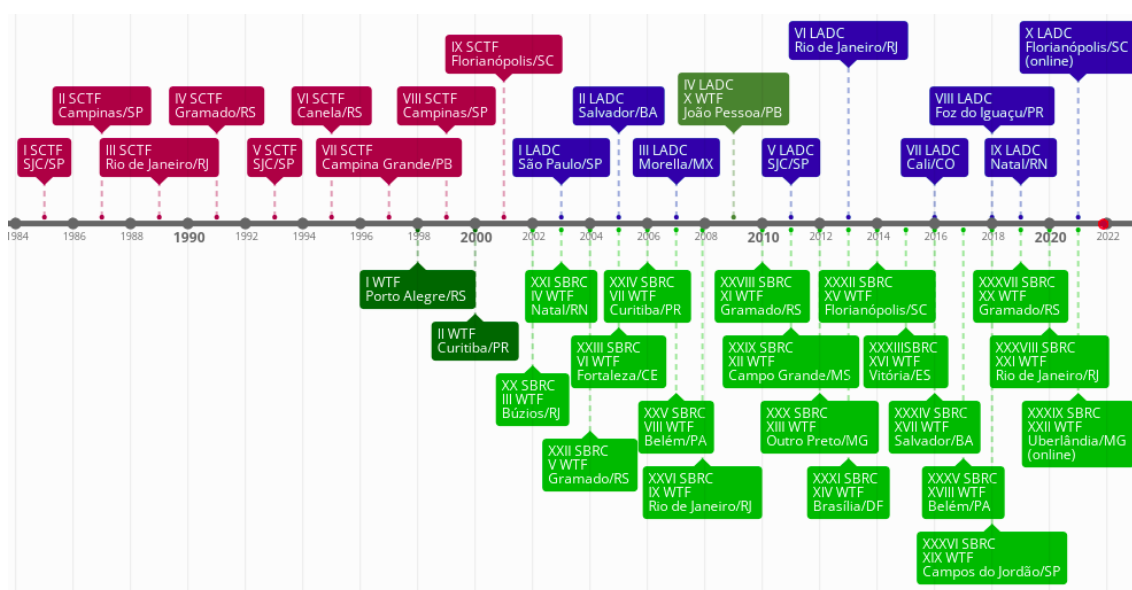 IX SCTF
Florianópolis/SC
VI LADC
Rio de Janeiro/RJ
X LADC
Florianópolis/SC
(online)
II SCTF
Campinas/SP
IV SCTF
Gramado/RS
VI SCTF
Canela/RS
VIII SCTF
Campinas/SP
II LADC
Salvador/BA
IV LADC
X WTF
João Pessoa/PB
VIII LADC
Foz do Iguaçu/PR
I SCTF
SJC/SP
III SCTF
Rio de Janeiro/RJ
V SCTF
SJC/SP
VII SCTF
Campina Grande/PB
I LADC
São Paulo/SP
III LADC
Morella/MX
V LADC
SJC/SP
VII LADC
Cali/CO
IX LADC
Natal/RN
1984 1986 1988 1990 1992 1994 1996 1998 2000 2002 2004 2006 2008 2010 2012 2014 2016 2018 2020 2022
I WTF
Porto Alegre/RS
XXI SBRC
IV WTF
Natal/RN
XXIV SBRC
VII WTF
Curitiba/PR
XXVIII SBRC
XI WTF
Gramado/RS
XXXII SBRC
XV WTF
Florianópolis/SC
XXXVII SBRC
XX WTF
Gramado/RS
II WTF
Curitiba/PR
XXIII SBRC
VI WTF
Fortaleza/CE
XXIX SBRC
XII WTF
Campo Grande/MS
XXXIIISBRC
XVI WTF
Vitória/ES
XXXVIII SBRC
XXI WTF
Rio de Janeiro/RJ
XX SBRC
III WTF
Búzios/RJ
XXV SBRC
VIII WTF
Belém/PA
XXX SBRC
XIII WTF
Outro Preto/MG
XXXIV SBRC
XVII WTF
Salvador/BA
XXXIX SBRC
XXII WTF
Uberlândia/MG
(online)
XXII SBRC
V WTF
Gramado/RS
XXVI SBRC
IX WTF
Rio de Janeiro/RJ
XXXI SBRC
XIV WTF
Brasília/DF
XXXV SBRC
XVIII WTF
Belém/PA
XXXVI SBRC
XIX WTF
Campos do Jordão/SP